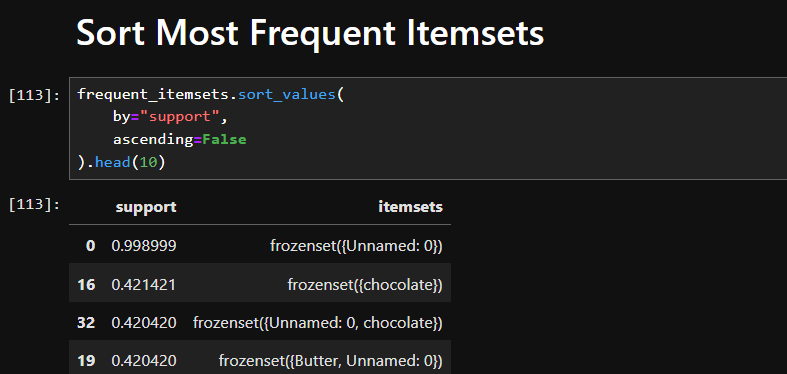 Sort Most Frequent Itemsets
[113]: frequent_itemsets.sort_values(
by="support",
ascending=False
).head(10)
[113]: support itemsets
0 0.998999 frozenset({Unnamed: 0})
16 0.421421 frozenset({chocolate})
32 0.420420 frozenset({Unnamed: 0, chocolate})
19 0.420420 frozenset({Butter, Unnamed: 0})